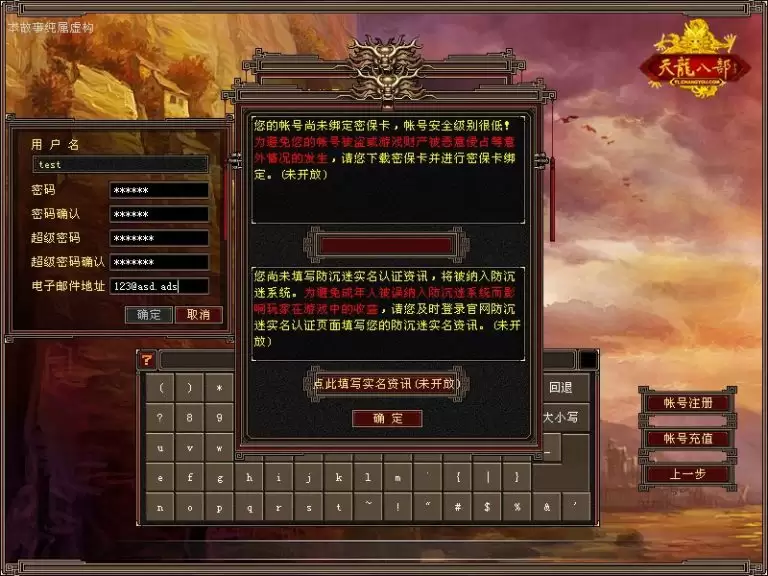 本故事纯属虚构
天龍八部
TL.CHANGYOU.COM
用 户 名
test
密码
******
密码确认
******
超级密码
*******
超级密码确认
*******
电子邮件地址
123@asd.ads
确定
取消
您的帐号尚未绑定密保卡，帐号安全级别很低！
为避免您的帐号被盗或游戏财产被恶意侵占等意
外情况的发生，请您下载密保卡并进行密保卡绑
定。(未开放)
您尚未填写防沉迷实名认证资讯，将被纳入防沉
迷系统。为避免成年人被误纳入防沉迷系统而影
响玩家在游戏中的收益，请您及时登录官网防沉
迷实名认证页面填写您的防沉迷实名资讯。(未开
放)
点此填写实名资讯(未开放)
确 定
?
( ) *
回退
? 8 9
大小写
u v w
_
e f g h i j k l m ` { | }
n o p q r s t ~ ! " # $ % & '
帐号注册
帐号充值
上一步